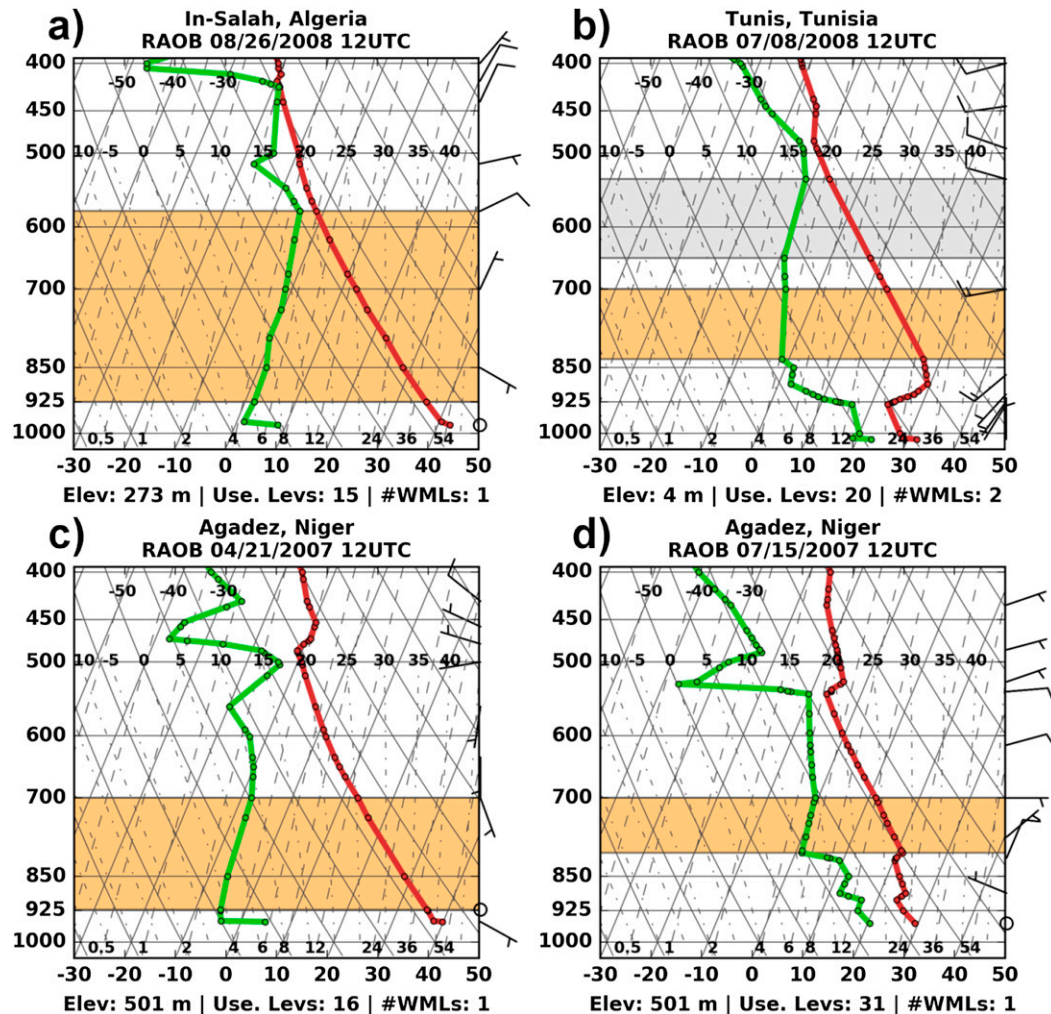 a) In-Salah, Algeria
RAOB 08/26/2008 12UTC
400
-50 -40 -30
450
500
10 -5 0 5 10 15 20 25 30 35 40
600
700
850
925
1000
0.5 1 2 4 6 8 12 24 36 54
-30 -20 -10 0 10 20 30 40 50
Elev: 273 m | Use. Levs: 15 | #WMLs: 1
b) Tunis, Tunisia
RAOB 07/08/2008 12UTC
400
-50 -40 -30
450
500
10 -5 0 5 10 15 20 25 30 35 40
600
700
850
925
1000
0.5 1 2 4 6 8 12 24 36 54
-30 -20 -10 0 10 20 30 40 50
Elev: 4 m | Use. Levs: 20 | #WMLs: 2
c) Agadez, Niger
RAOB 04/21/2007 12UTC
400
-50 -40 -30
450
500
10 -5 0 5 10 15 20 25 30 35 40
600
700
850
925
1000
0.5 1 2 4 6 8 12 24 36 54
-30 -20 -10 0 10 20 30 40 50
Elev: 501 m | Use. Levs: 16 | #WMLs: 1
d) Agadez, Niger
RAOB 07/15/2007 12UTC
400
-50 -40 -30
450
500
10 -5 0 5 10 15 20 25 30 35 40
600
700
850
925
1000
0.5 1 2 4 6 8 12 24 36 54
-30 -20 -10 0 10 20 30 40 50
Elev: 501 m | Use. Levs: 31 | #WMLs: 1